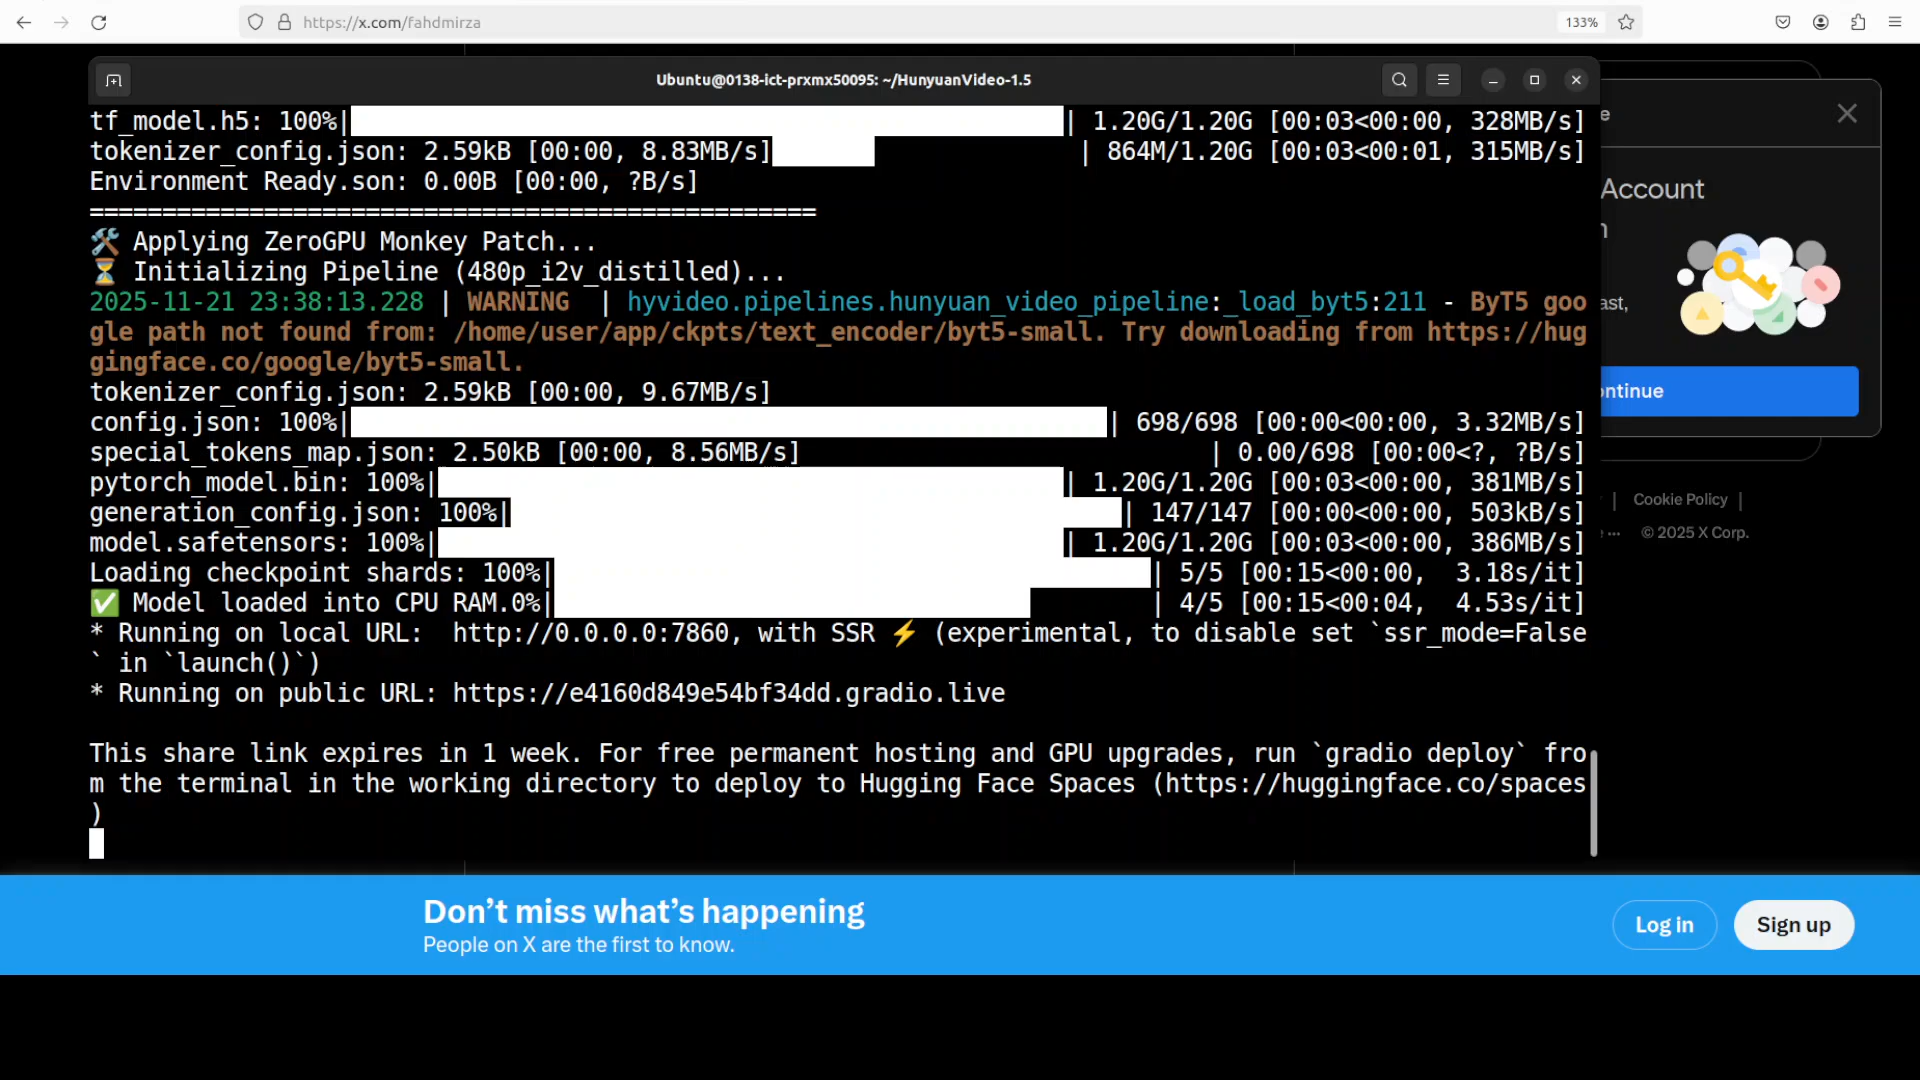 https://x.com/fahdmirza
133%
Ubuntu@0138-ict-prxmx50095: ~/HunyuanVideo-1.5
tf_model.h5: 100%| | 1.20G/1.20G [00:03<00:00, 328MB/s]
tokenizer_config.json: 2.59kB [00:00, 8.83MB/s] | 864M/1.20G [00:03<00:01, 315MB/s]
Environment Ready.son: 0.00B [00:00, ?B/s]
==================================================
🛠️ Applying ZeroGPU Monkey Patch...
⏳ Initializing Pipeline (480p_i2v_distilled)...
2025-11-21 23:38:13.228 | WARNING  | hyvideo.pipelines.hunyuan_video_pipeline:_load_byt5:211 - ByT5 goo
gle path not found from: /home/user/app/ckpts/text_encoder/byt5-small. Try downloading from https://hug
gingface.co/google/byt5-small.
tokenizer_config.json: 2.59kB [00:00, 9.67MB/s]
config.json: 100%| | 698/698 [00:00<00:00, 3.32MB/s]
special_tokens_map.json: 2.50kB [00:00, 8.56MB/s] | 0.00/698 [00:00<?, ?B/s]
pytorch_model.bin: 100%| | 1.20G/1.20G [00:03<00:00, 381MB/s]
generation_config.json: 100%| | 147/147 [00:00<00:00, 503kB/s]
model.safetensors: 100%| | 1.20G/1.20G [00:03<00:00, 386MB/s]
Loading checkpoint shards: 100%| | 5/5 [00:15<00:00,  3.18s/it]
✅ Model loaded into CPU RAM.0%| | 4/5 [00:15<00:04,  4.53s/it]
* Running on local URL:  http://0.0.0.0:7860, with SSR ⚡ (experimental, to disable set `ssr_mode=False
` in `launch()`)
* Running on public URL: https://e4160d849e54bf34dd.gradio.live
This share link expires in 1 week. For free permanent hosting and GPU upgrades, run `gradio deploy` fro
m the terminal in the working directory to deploy to Hugging Face Spaces (https://huggingface.co/spaces
)
e
Account
n
ast,
ontinue
| Cookie Policy |
··· © 2025 X Corp.
Don’t miss what’s happening
People on X are the first to know.
Log in
Sign up